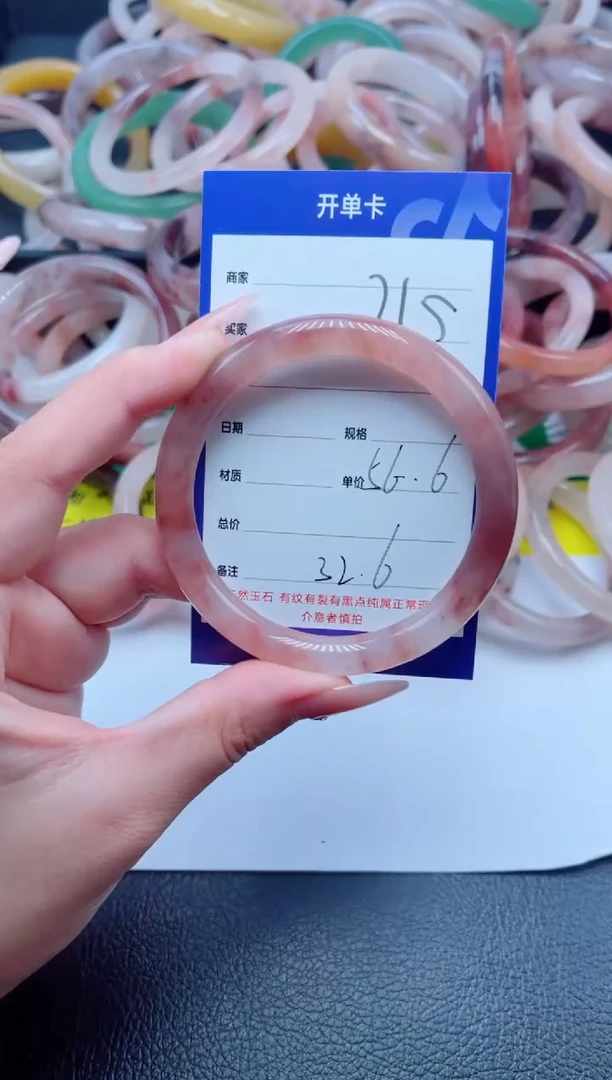 开单卡
商家 215
买家
日期 规格
材质 单价 56.6
总价
备注 32.6
然玉石 有纹有裂有黑点纯属正常现
介意者慎拍